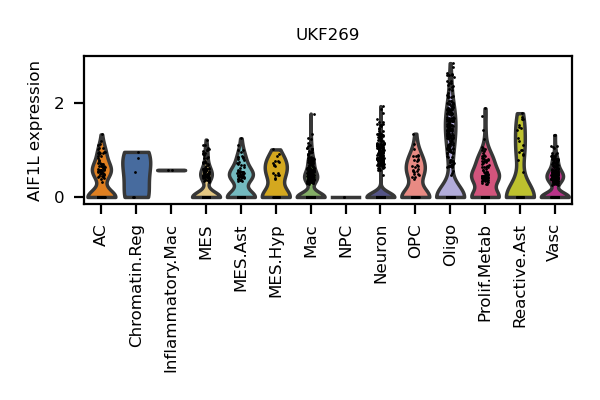 UKF269
AIF1L expression
2
0
AC
Chromatin.Reg
Inflammatory.Mac
MES
MES.Ast
MES.Hyp
Mac
NPC
Neuron
OPC
Oligo
Prolif.Metab
Reactive.Ast
Vasc